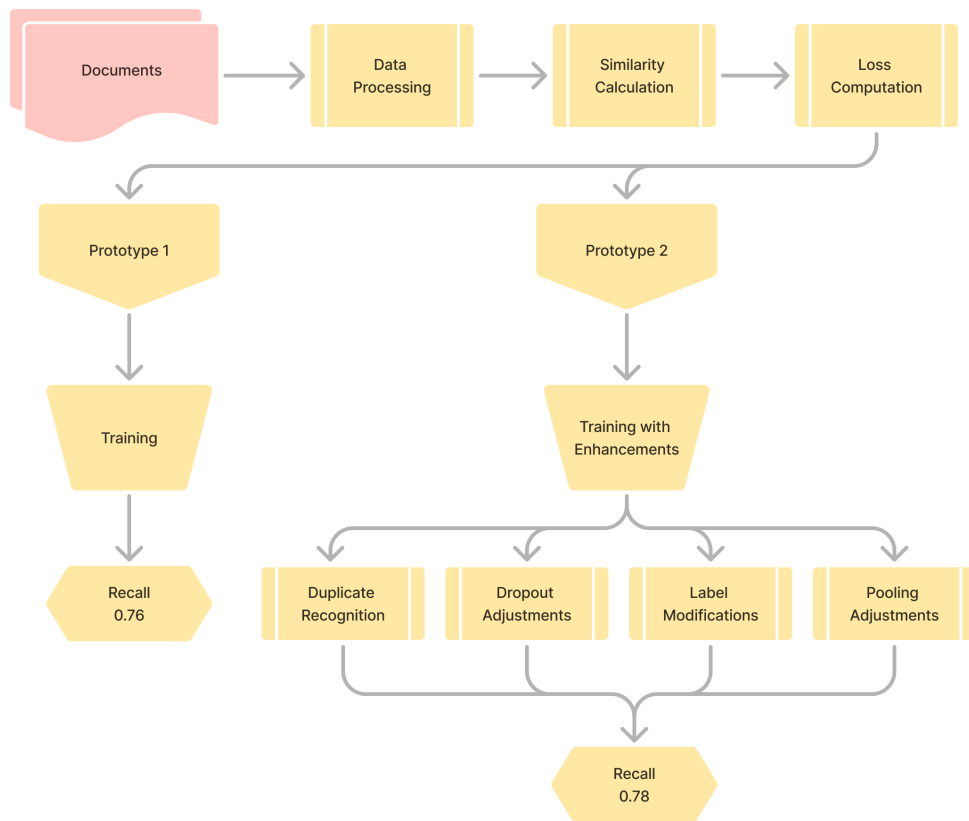 Documents
Data
Processing
Similarity
Calculation
Loss
Computation
Prototype 1
Prototype 2
Training
Training with
Enhancements
Recall
0.76
Duplicate
Recognition
Dropout
Adjustments
Label
Modifications
Pooling
Adjustments
Recall
0.78